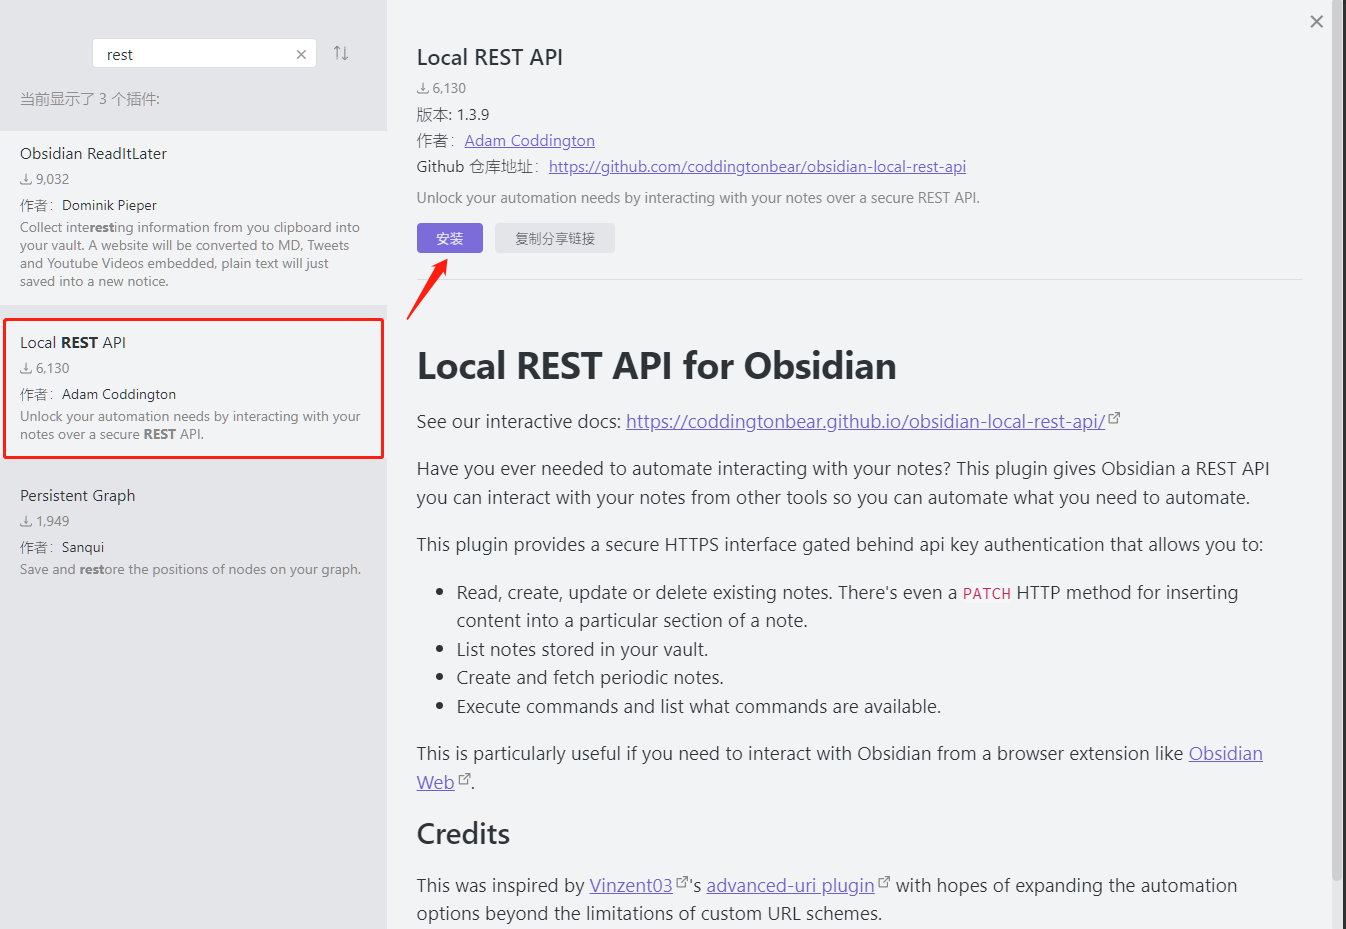 rest
当前显示了 3 个插件:
Obsidian ReadItLater
9,032
作者: Dominik Pieper
Collect interesting information from you clipboard into
your vault. A website will be converted to MD, Tweets
and Youtube Videos embedded, plain text will just
saved into a new notice.
Local REST API
6,130
作者: Adam Coddington
Unlock your automation needs by interacting with your
notes over a secure REST API.
Persistent Graph
1,949
作者: Sanqui
Save and restore the positions of nodes on your graph.
Local REST API
6,130
版本: 1.3.9
作者: Adam Coddington
Github 仓库地址: https://github.com/coddingtonbear/obsidian-local-rest-api
Unlock your automation needs by interacting with your notes over a secure REST API.
安装 复制分享链接
Local REST API for Obsidian
See our interactive docs: https://coddingtonbear.github.io/obsidian-local-rest-api/
Have you ever needed to automate interacting with your notes? This plugin gives Obsidian a REST API
you can interact with your notes from other tools so you can automate what you need to automate.
This plugin provides a secure HTTPS interface gated behind api key authentication that allows you to:
• Read, create, update or delete existing notes. There's even a PATCH HTTP method for inserting
content into a particular section of a note.
• List notes stored in your vault.
• Create and fetch periodic notes.
• Execute commands and list what commands are available.
This is particularly useful if you need to interact with Obsidian from a browser extension like Obsidian
Web.
Credits
This was inspired by Vinzent03's advanced-uri plugin with hopes of expanding the automation
options beyond the limitations of custom URL schemes.